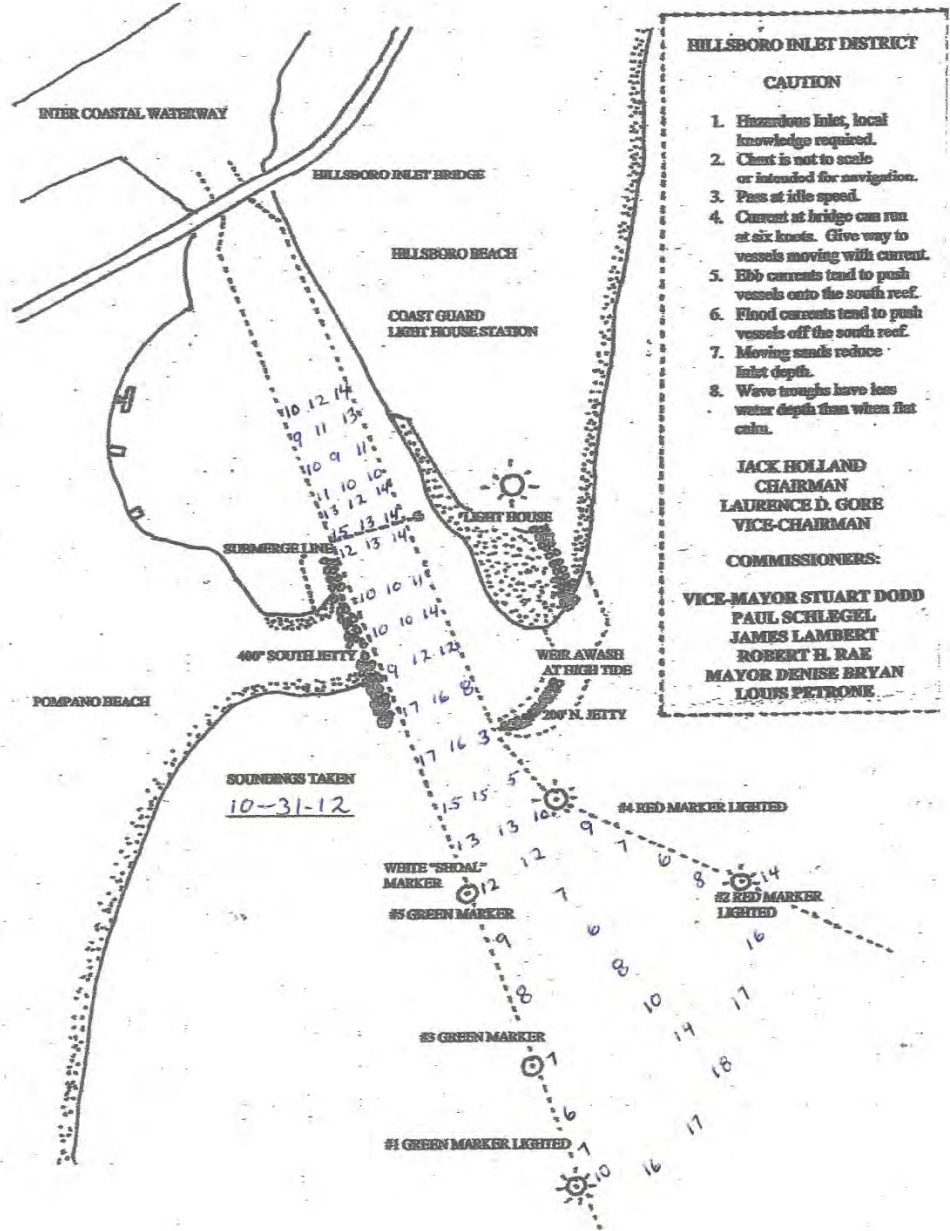 HILLSBORO INLET DISTRICT
CAUTION
1. Hazardous Inlet, local
knowledge required.
2. Chart is not to scale
or intended for navigation.
3. Pass at idle speed.
4. Current at bridge can run
at six knots. Give way to
vessels moving with current.
5. Ebb currents tend to push
vessels onto the south reef.
6. Flood currents tend to push
vessels off the south reef.
7. Moving sands reduce
Inlet depth.
8. Wave troughs have less
water depth than when flat
calm.
JACK HOLLAND
CHAIRMAN
LAURENCE D. GORE
VICE-CHAIRMAN
COMMISSIONERS:
VICE-MAYOR STUART DODD
PAUL SCHLEGEL
JAMES LAMBERT
ROBERT H. RAE
MAYOR DENISE BRYAN
LOUIS PETRONE
INTER COASTAL WATERWAY
HILLSBORO INLET BRIDGE
HILLSBORO BEACH
COAST GUARD
LIGHT HOUSE STATION
10 12 14
9 11 13
10 9 11
11 10 10
13 12 14
LIGHT HOUSE
15 13 14
SUBMERGE LINE
12 13 14
10 10 11
10 10 14
400' SOUTH JETTY
9 12 12
WEIR AWASH
AT HIGH TIDE
POMPANO BEACH
17 16 8
200' N. JETTY
17 16 3
SOUNDINGS TAKEN
10-31-12
15 15 5
#4 RED MARKER LIGHTED
13 13 10 9 7 6 8 14
WHITE "SHOAL"
MARKER
12 12
#2 RED MARKER
LIGHTED
#5 GREEN MARKER
7
9 6 16
8 8
10 17
14
#3 GREEN MARKER
7
18
6
17
#1 GREEN MARKER LIGHTED
7
10 16